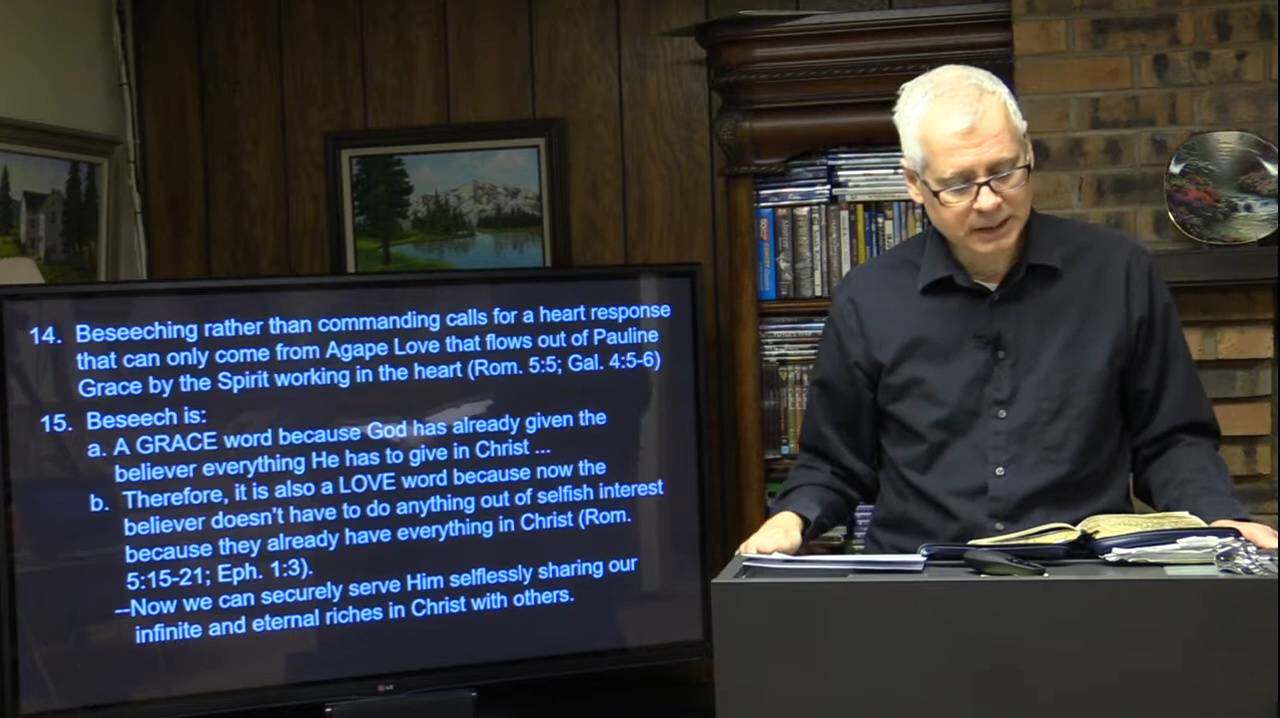 14. Beseeching rather than commanding calls for a heart response
that can only come from Agape Love that flows out of Pauline
Grace by the Spirit working in the heart (Rom. 5:5; Gal. 4:5-6)
15. Beseech is:
a. A GRACE word because God has already given the
believer everything He has to give in Christ ...
b. Therefore, it is also a LOVE word because now the
believer doesn't have to do anything out of selfish interest
because they already have everything in Christ (Rom.
5:15-21; Eph. 1:3).
--Now we can securely serve Him selflessly sharing our
infinite and eternal riches in Christ with others.
LG